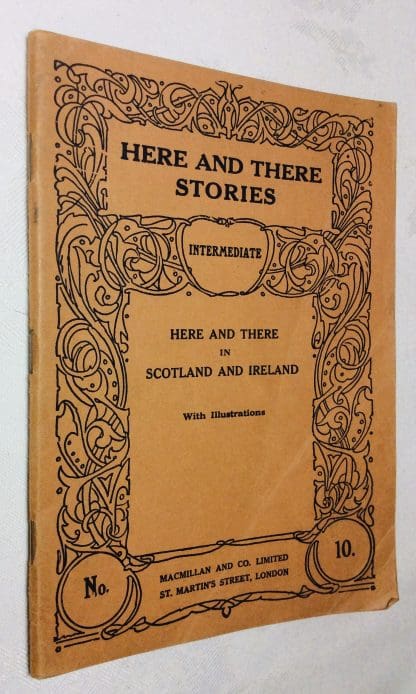 HERE AND THERE
STORIES
INTERMEDIATE
HERE AND THERE
IN
SCOTLAND AND IRELAND
With Illustrations
No.
MACMILLAN AND CO. LIMITED
ST. MARTIN'S STREET, LONDON
10.